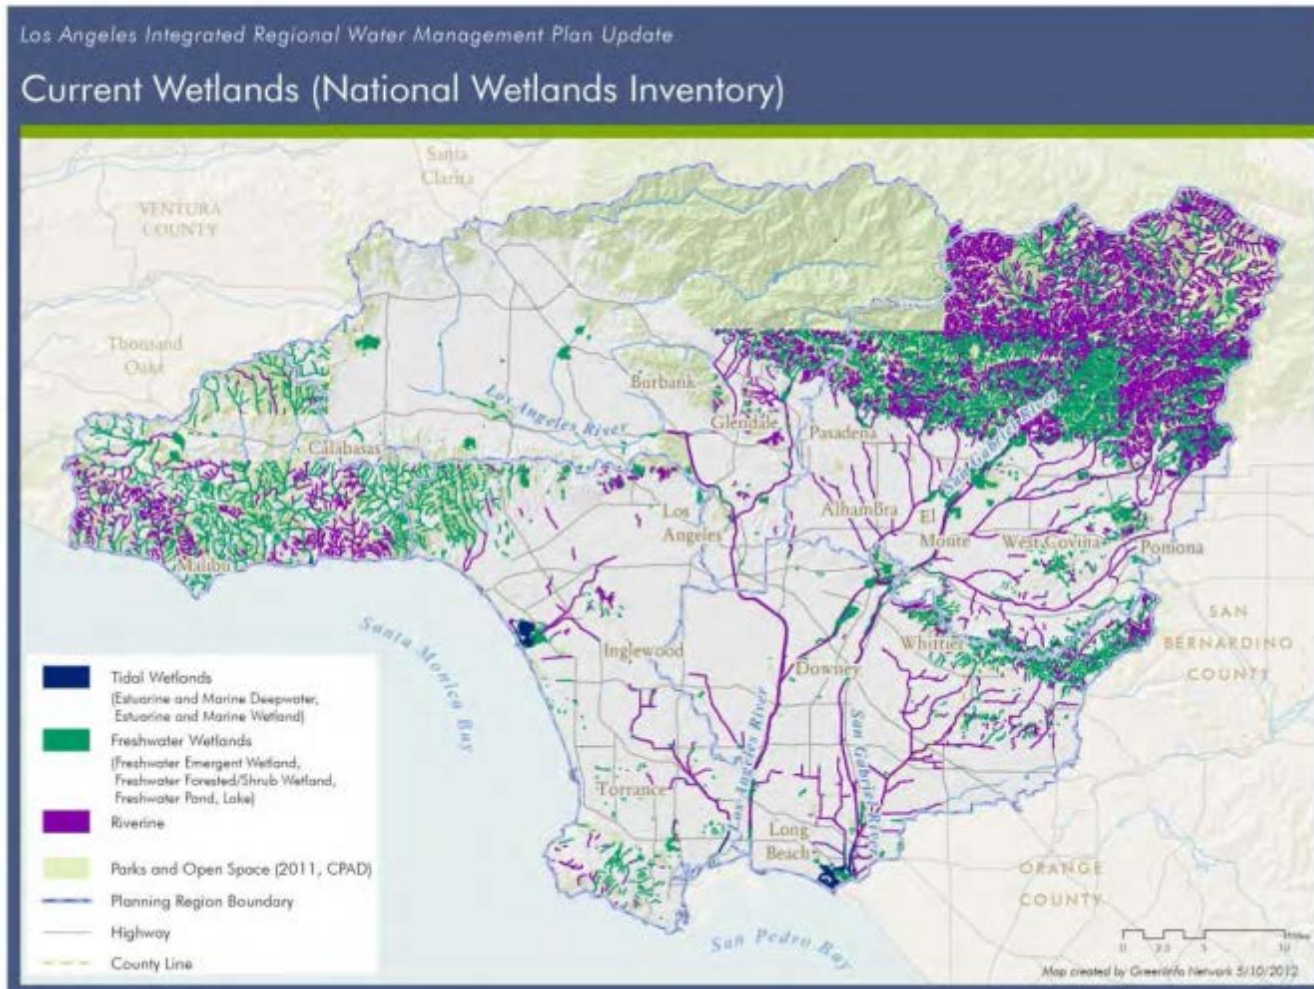 Los Angeles Integrated Regional Water Management Plan Update
Current Wetlands (National Wetlands Inventory)
Santa
Clarita
VENTURA
COUNTY
Thousand
Oaks
Burbank
Los Angeles River
Glendale
Pasadena
San Gabriel River
Calabasas
Los
Angeles
Alhambra
El
Monte
West Covina
Pomona
Malibu
SAN
BERNARDINO
COUNTY
Santa Monica Bay
Inglewood
Whittier
Downey
Los Angeles River
San Gabriel River
Torrance
Long
Beach
ORANGE
COUNTY
San Pedro Bay
Tidal Wetlands
(Estuarine and Marine Deepwater,
Estuarine and Marine Wetland)
Freshwater Wetlands
(Freshwater Emergent Wetland,
Freshwater Forested/Shrub Wetland,
Freshwater Pond, Lake)
Riverine
Parks and Open Space (2011, CPAD)
Planning Region Boundary
Highway
County Line
0 2.5 5 10
Miles
Map created by GreenInfo Network 5/10/2012